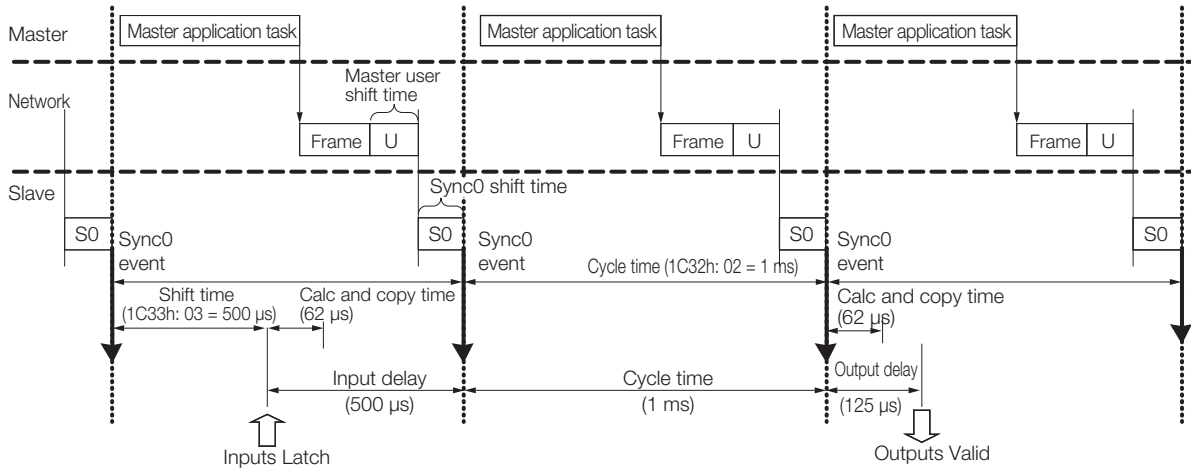 Master
Master application task
Master application task
Master application task
Network
Master user
shift time
Frame
U
Frame
U
Frame
U
Slave
Sync0 shift time
S0
S0
S0
S0
Sync0
event
Sync0
event
Sync0
event
Cycle time (1C32h: 02 = 1 ms)
Shift time
(1C33h: 03 = 500 µs)
Calc and copy time
(62 µs)
Calc and copy time
(62 µs)
Input delay
(500 µs)
Cycle time
(1 ms)
Output delay
(125 µs)
Inputs Latch
Outputs Valid